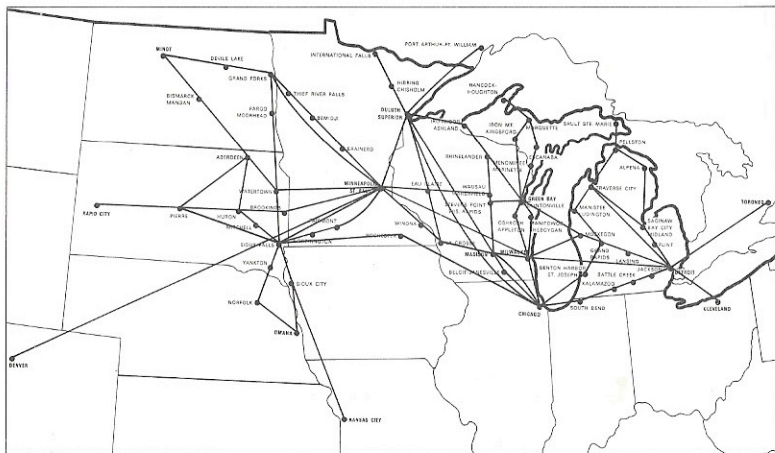 PORT ARTHUR-FT. WILLIAM
MINOT
INTERNATIONAL FALLS
DEVILS LAKE
GRAND FORKS
HIBBING
CHISHOLM
THIEF RIVER FALLS
HANCOCK-
HOUGHTON
BISMARCK
MANDAN
FARGO
MOORHEAD
BEMIDJI
DULUTH
SUPERIOR
IRONWOOD
ASHLAND
IRON MT.
KINGSFORD
MARQUETTE
SAULT STE. MARIE
BRAINERD
ESCANABA
PELLSTON
ABERDEEN
RHINELANDER
MENOMINEE
MARINETTE
ALPENA
MINNEAPOLIS
EAU CLAIRE
WAUSAU
TRAVERSE CITY
WATERTOWN
GREEN BAY
CLINTONVILLE
STEVENS POINT
WIS. RAPIDS
RAPID CITY
PIERRE
BROOKINGS
HURON
MITCHELL
WINONA
OSHKOSH
APPLETON
MANITOWOC
SHEBOYGAN
MANISTEE
LUDINGTON
SAGINAW
BAY CITY
MIDLAND
TORONTO
FAIRMONT
MUSKEGON
SIOUX FALLS
WORTHINGTON
ROCHESTER
LA CROSSE
MADISON
MILWAUKEE
GRAND
RAPIDS
FLINT
LANSING
YANKTON
BELOIT-JANESVILLE
BENTON HARBOR
ST. JOSEPH
BATTLE CREEK
JACKSON
DETROIT
SIOUX CITY
KALAMAZOO
NORFOLK
CHICAGO
SOUTH BEND
CLEVELAND
OMAHA
DENVER
KANSAS CITY